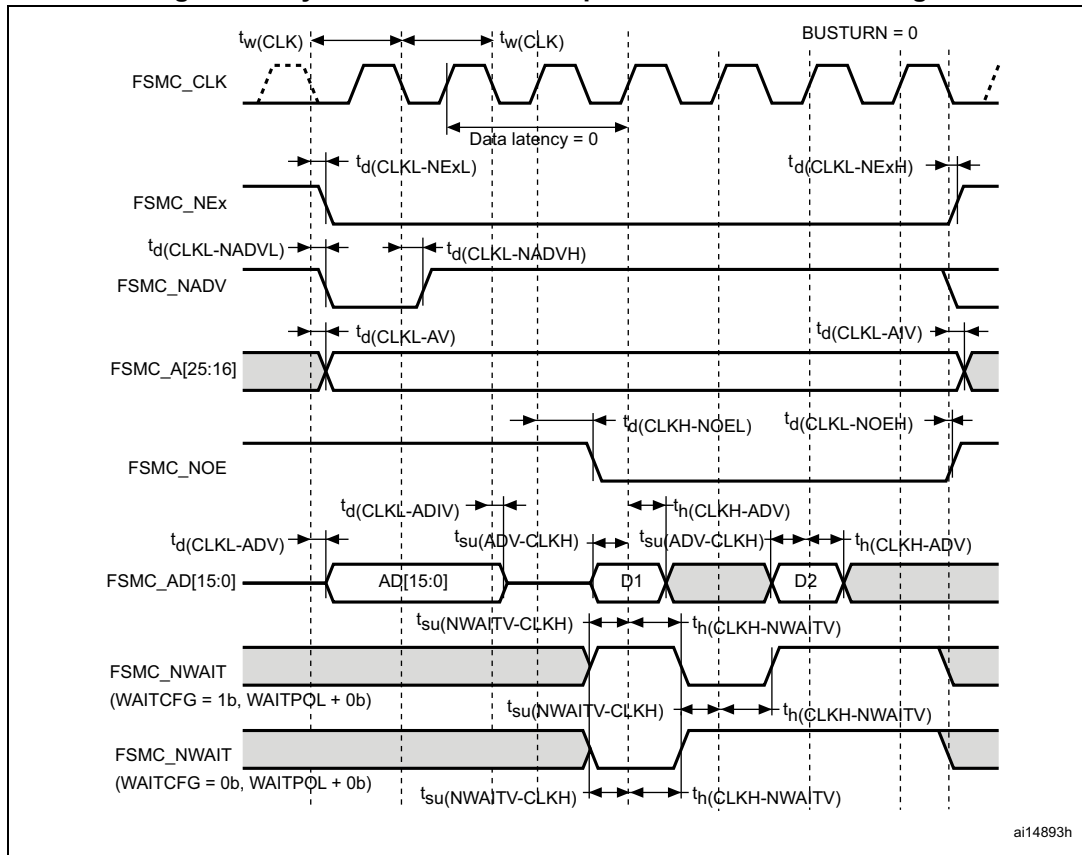 BUSTURN = 0
tw(CLK)
tw(CLK)
FSMC_CLK
Data latency = 0
td(CLKL-NExL)
td(CLKL-NExH)
FSMC_NEx
td(CLKL-NADVL)
td(CLKL-NADVH)
FSMC_NADV
td(CLKL-AV)
td(CLKL-AIV)
FSMC_A[25:16]
td(CLKH-NOEL)
td(CLKL-NOEH)
FSMC_NOE
td(CLKL-ADIV)
th(CLKH-ADV)
td(CLKL-ADV)
tsu(ADV-CLKH)
tsu(ADV-CLKH)
th(CLKH-ADV)
FSMC_AD[15:0]
AD[15:0]
D1
D2
tsu(NWAITV-CLKH)
th(CLKH-NWAITV)
FSMC_NWAIT
(WAITCFG = 1b, WAITPOL + 0b)
tsu(NWAITV-CLKH)
th(CLKH-NWAITV)
FSMC_NWAIT
(WAITCFG = 0b, WAITPOL + 0b)
tsu(NWAITV-CLKH)
th(CLKH-NWAITV)
ai14893h